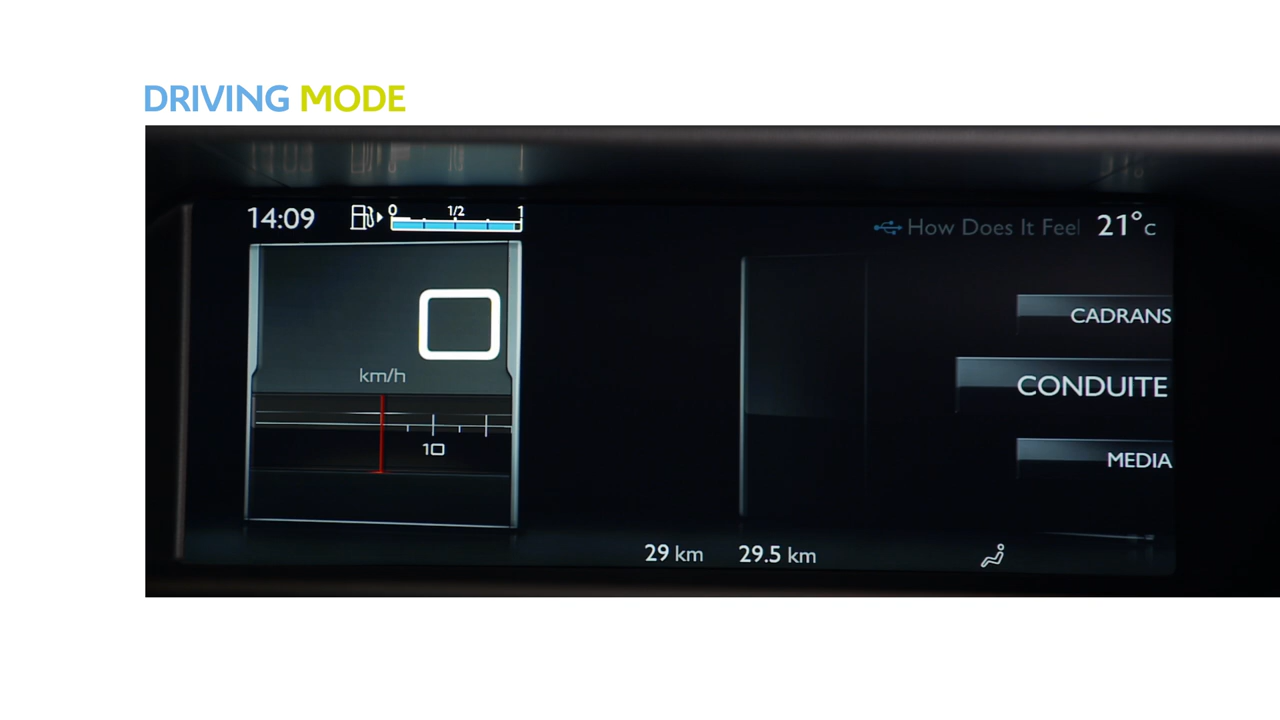 DRIVING MODE
14:09
0 1/2 1
How Does It Feel
21°C
CADRANS
km/h
CONDUITE
10
MEDIA
29 km
29.5 km